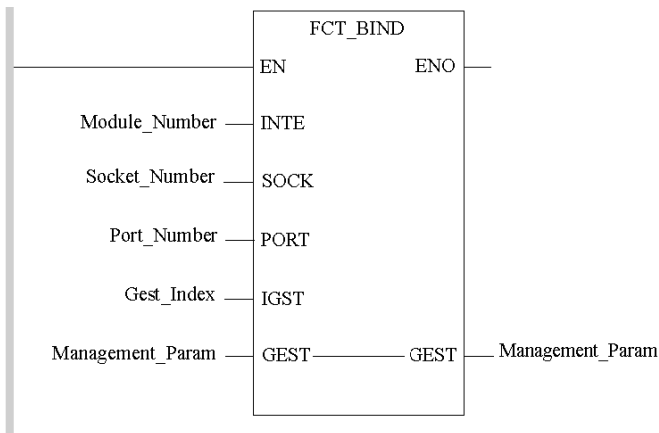 FCT_BIND
EN ENO
Module_Number INTE
Socket_Number SOCK
Port_Number PORT
Gest_Index IGST
Management_Param GEST GEST Management_Param